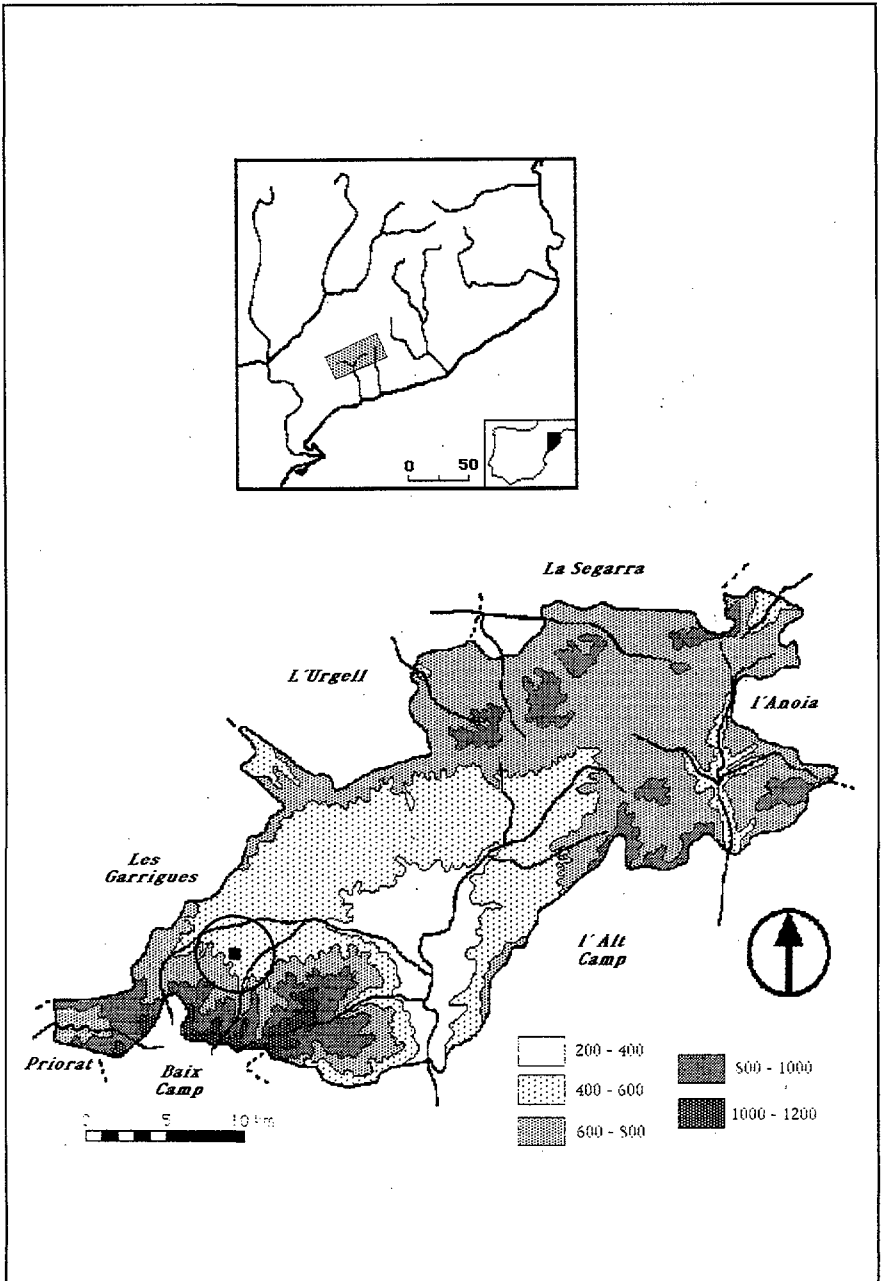 0 50
La Segarra
L'Urgell
l'Anoia
Les
Garrigues
l'Alt
Camp
Priorat
Baix
Camp
0 5 10 km
200 - 400
400 - 600
600 - 800
800 - 1000
1000 - 1200